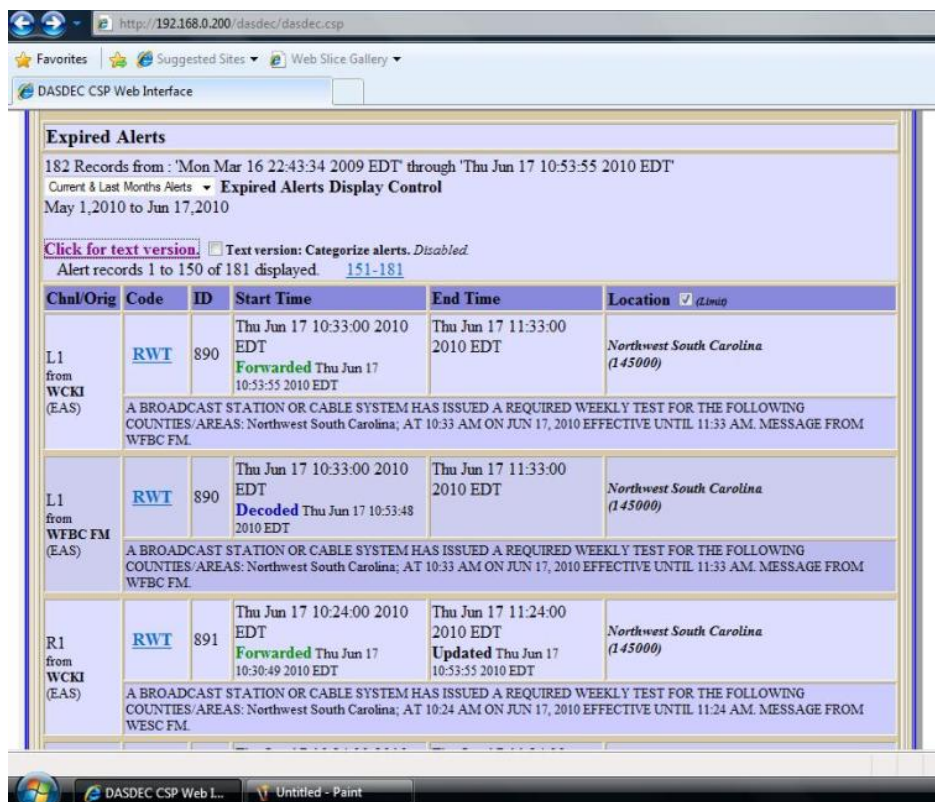 http://192.168.0.200/dasdec/dasdec.csp
Favorites Suggested Sites Web Slice Gallery
DASDEC CSP Web Interface
Expired Alerts
182 Records from : 'Mon Mar 16 22:43:34 2009 EDT' through 'Thu Jun 17 10:53:55 2010 EDT'
Current & Last Months Alerts Expired Alerts Display Control
May 1,2010 to Jun 17,2010
Click for text version. Text version: Categorize alerts. Disabled.
Alert records 1 to 150 of 181 displayed. 151-181
Chnl/Orig Code ID Start Time End Time Location (Limit)
L1
from
WCKI
(EAS)
RWT
890
Thu Jun 17 10:33:00 2010
EDT
Forwarded Thu Jun 17
10:53:55 2010 EDT
Thu Jun 17 11:33:00
2010 EDT
Northwest South Carolina
(145000)
A BROADCAST STATION OR CABLE SYSTEM HAS ISSUED A REQUIRED WEEKLY TEST FOR THE FOLLOWING
COUNTIES/AREAS: Northwest South Carolina; AT 10:33 AM ON JUN 17, 2010 EFFECTIVE UNTIL 11:33 AM. MESSAGE FROM
WFBC FM.
L1
from
WFBC FM
(EAS)
RWT
890
Thu Jun 17 10:33:00 2010
EDT
Decoded Thu Jun 17 10:53:48
2010 EDT
Thu Jun 17 11:33:00
2010 EDT
Northwest South Carolina
(145000)
A BROADCAST STATION OR CABLE SYSTEM HAS ISSUED A REQUIRED WEEKLY TEST FOR THE FOLLOWING
COUNTIES/AREAS: Northwest South Carolina; AT 10:33 AM ON JUN 17, 2010 EFFECTIVE UNTIL 11:33 AM. MESSAGE FROM
WFBC FM.
R1
from
WCKI
(EAS)
RWT
891
Thu Jun 17 10:24:00 2010
EDT
Forwarded Thu Jun 17
10:30:49 2010 EDT
Thu Jun 17 11:24:00
2010 EDT
Updated Thu Jun 17
10:53:55 2010 EDT
Northwest South Carolina
(145000)
A BROADCAST STATION OR CABLE SYSTEM HAS ISSUED A REQUIRED WEEKLY TEST FOR THE FOLLOWING
COUNTIES/AREAS: Northwest South Carolina; AT 10:24 AM ON JUN 17, 2010 EFFECTIVE UNTIL 11:24 AM. MESSAGE FROM
WESC FM.
DASDEC CSP Web I... Untitled - Paint